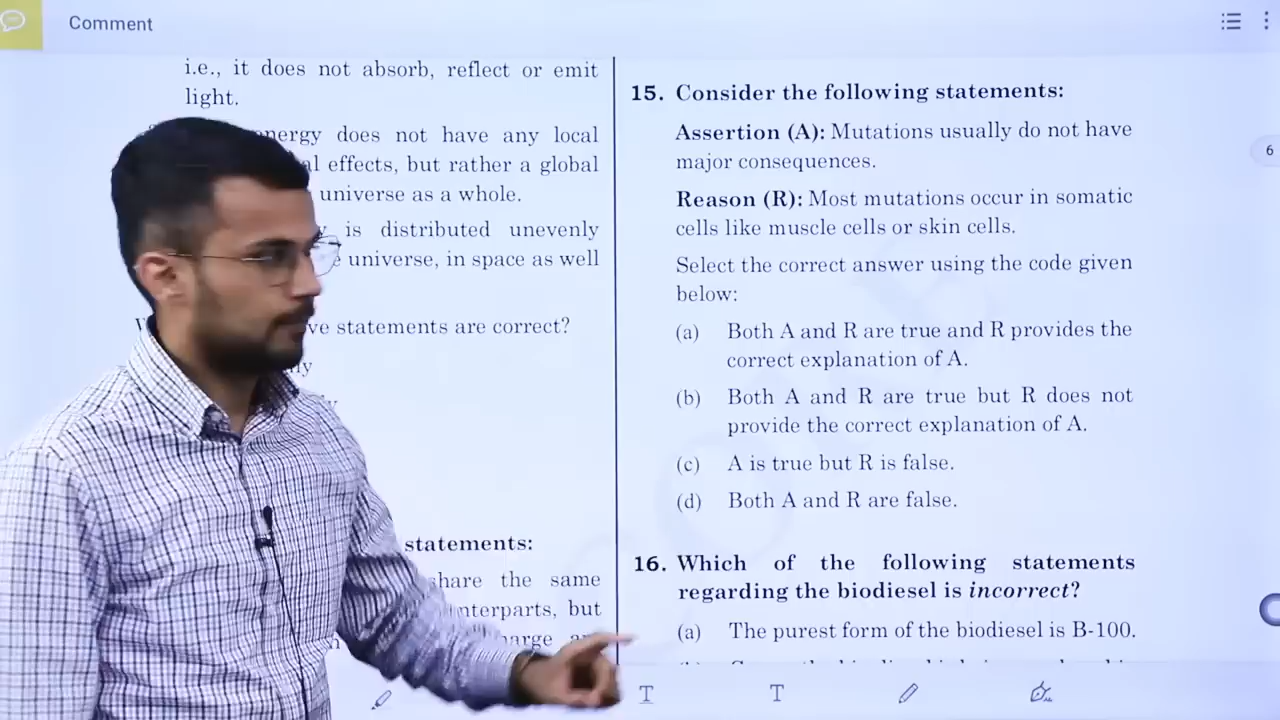 Comment
i.e., it does not absorb, reflect or emit
light.
energy does not have any local
effects, but rather a global
universe as a whole.
is distributed unevenly
universe, in space as well
statements are correct?
statements:
share the same
but
6
15. Consider the following statements:
Assertion (A): Mutations usually do not have
major consequences.
Reason (R): Most mutations occur in somatic
cells like muscle cells or skin cells.
Select the correct answer using the code given
below:
(a) Both A and R are true and R provides the
correct explanation of A.
(b) Both A and R are true but R does not
provide the correct explanation of A.
(c) A is true but R is false.
(d) Both A and R are false.
16. Which of the following statements
regarding the biodiesel is incorrect?
(a) The purest form of the biodiesel is B-100.
T
T